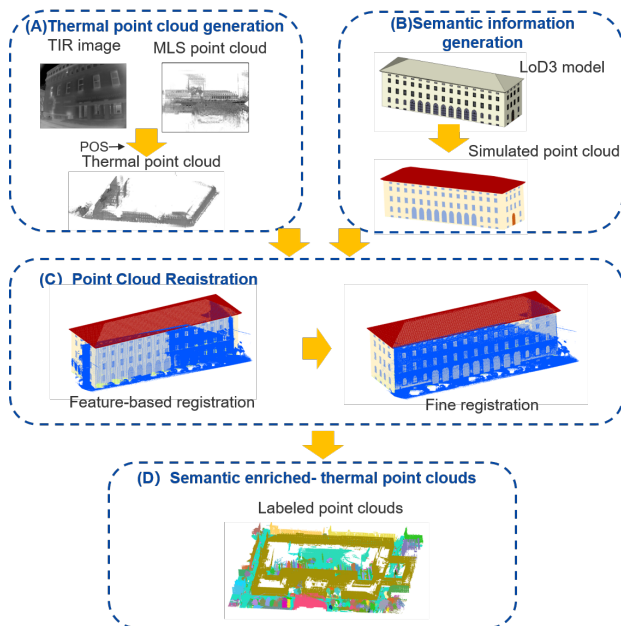 (A)Thermal point cloud generation
TIR image
MLS point cloud
POS→
Thermal point cloud
(B)Semantic information
generation
LoD3 model
Simulated point cloud
(C) Point Cloud Registration
Feature-based registration
Fine registration
(D) Semantic enriched- thermal point clouds
Labeled point clouds